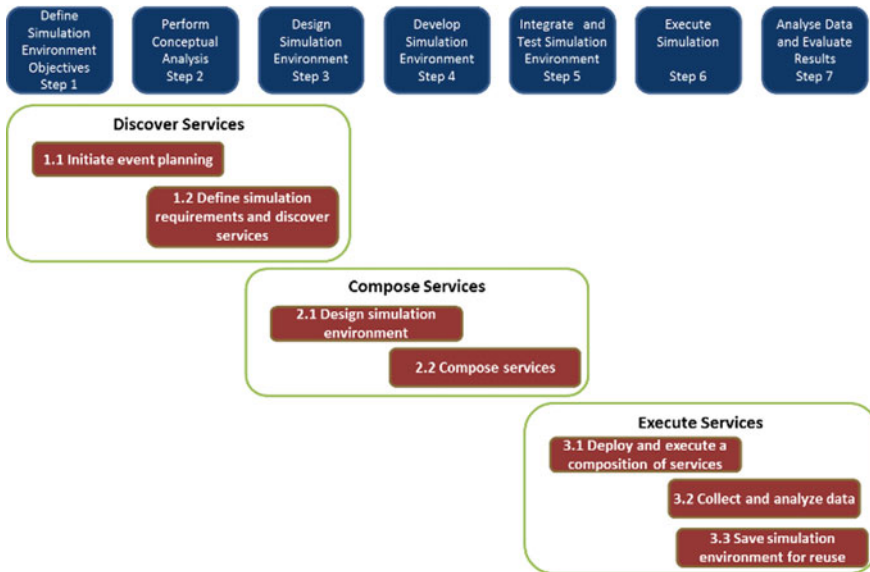 Define
Simulation
Environment
Objectives
Step 1
Perform
Conceptual
Analysis
Step 2
Design
Simulation
Environment
Step 3
Develop
Simulation
Environment
Step 4
Integrate and
Test Simulation
Environment
Step 5
Execute
Simulation
Step 6
Analyse Data
and Evaluate
Results
Step 7
Discover Services
1.1 Initiate event planning
1.2 Define simulation
requirements and discover
services
Compose Services
2.1 Design simulation
environment
2.2 Compose services
Execute Services
3.1 Deploy and execute a
composition of services
3.2 Collect and analyze data
3.3 Save simulation
environment for reuse